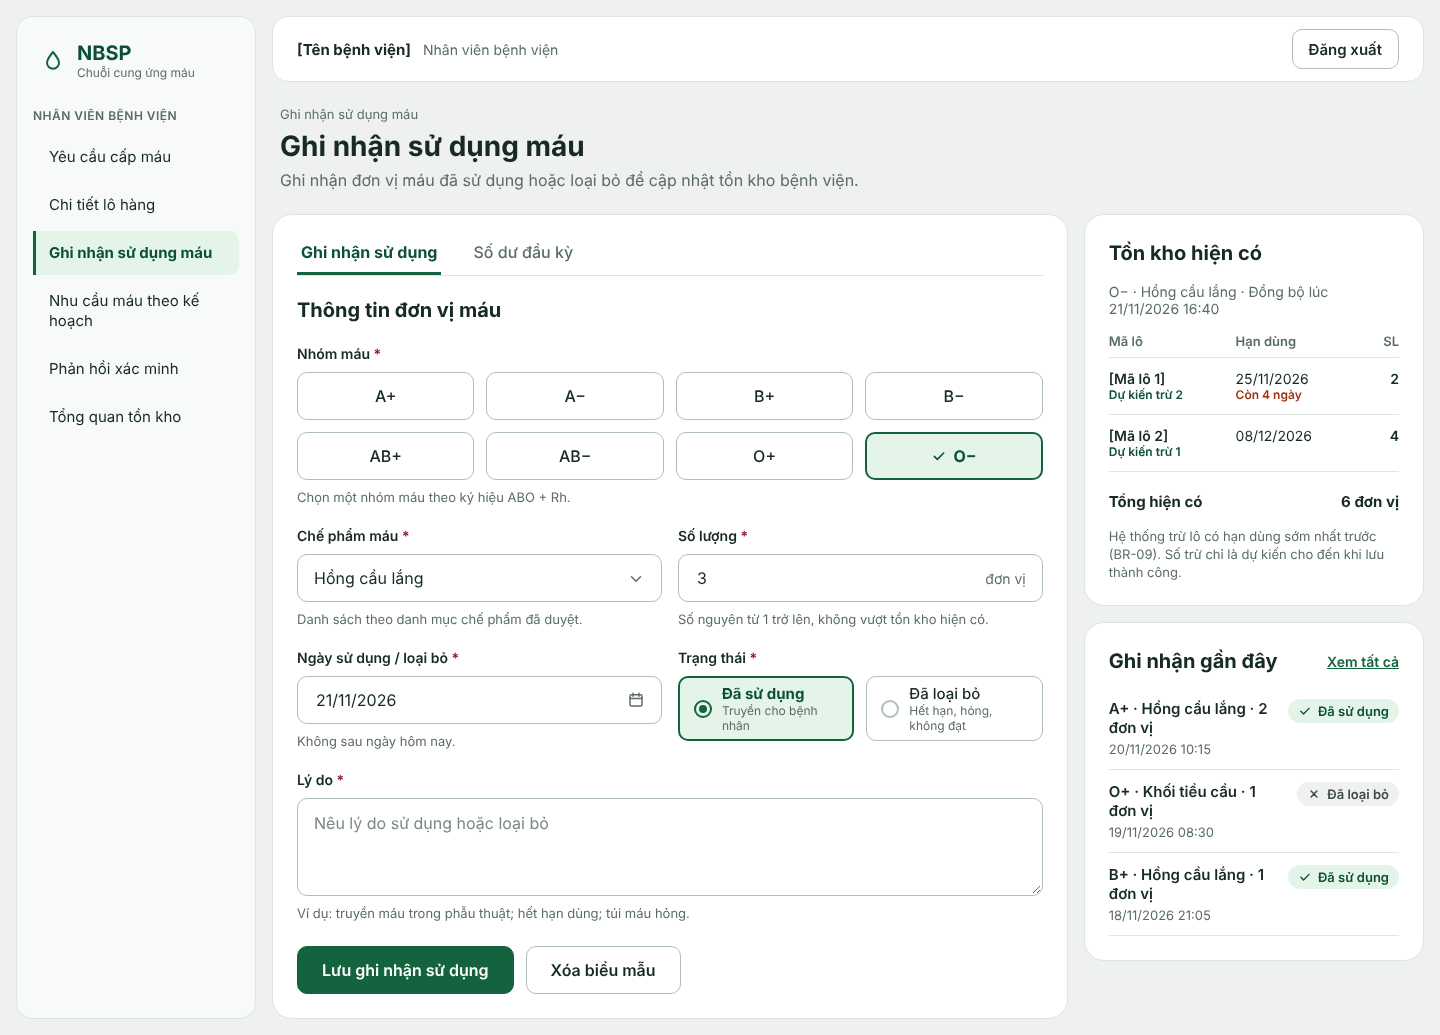 NBSP
Chuỗi cung ứng máu
NHÂN VIÊN BỆNH VIỆN
Yêu cầu cấp máu
Chi tiết lô hàng
Ghi nhận sử dụng máu
Nhu cầu máu theo kế
hoạch
Phản hồi xác minh
Tổng quan tồn kho
[Tên bệnh viện] Nhân viên bệnh viện
Đăng xuất
Ghi nhận sử dụng máu
Ghi nhận sử dụng máu
Ghi nhận đơn vị máu đã sử dụng hoặc loại bỏ để cập nhật tồn kho bệnh viện.
Ghi nhận sử dụng Số dư đầu kỳ
Thông tin đơn vị máu
Nhóm máu *
A+ A− B+ B−
AB+ AB− O+ O−
Chọn một nhóm máu theo ký hiệu ABO + Rh.
Chế phẩm máu *
Hồng cầu lắng
Danh sách theo danh mục chế phẩm đã duyệt.
Số lượng *
3 đơn vị
Số nguyên từ 1 trở lên, không vượt tồn kho hiện có.
Ngày sử dụng / loại bỏ *
21/11/2026
Không sau ngày hôm nay.
Trạng thái *
Đã sử dụng
Truyền cho bệnh
nhân
Đã loại bỏ
Hết hạn, hỏng,
không đạt
Lý do *
Nêu lý do sử dụng hoặc loại bỏ
Ví dụ: truyền máu trong phẫu thuật; hết hạn dùng; túi máu hỏng.
Lưu ghi nhận sử dụng Xóa biểu mẫu
Tồn kho hiện có
O− · Hồng cầu lắng · Đồng bộ lúc
21/11/2026 16:40
Mã lô Hạn dùng SL
[Mã lô 1] 25/11/2026 2
Dự kiến trừ 2 Còn 4 ngày
[Mã lô 2] 08/12/2026 4
Dự kiến trừ 1
Tổng hiện có 6 đơn vị
Hệ thống trừ lô có hạn dùng sớm nhất trước
(BR-09). Số trừ chỉ là dự kiến cho đến khi lưu
thành công.
Ghi nhận gần đây Xem tất cả
A+ · Hồng cầu lắng · 2
đơn vị
Đã sử dụng
20/11/2026 10:15
O+ · Khối tiểu cầu · 1
đơn vị
Đã loại bỏ
19/11/2026 08:30
B+ · Hồng cầu lắng · 1
đơn vị
Đã sử dụng
18/11/2026 21:05